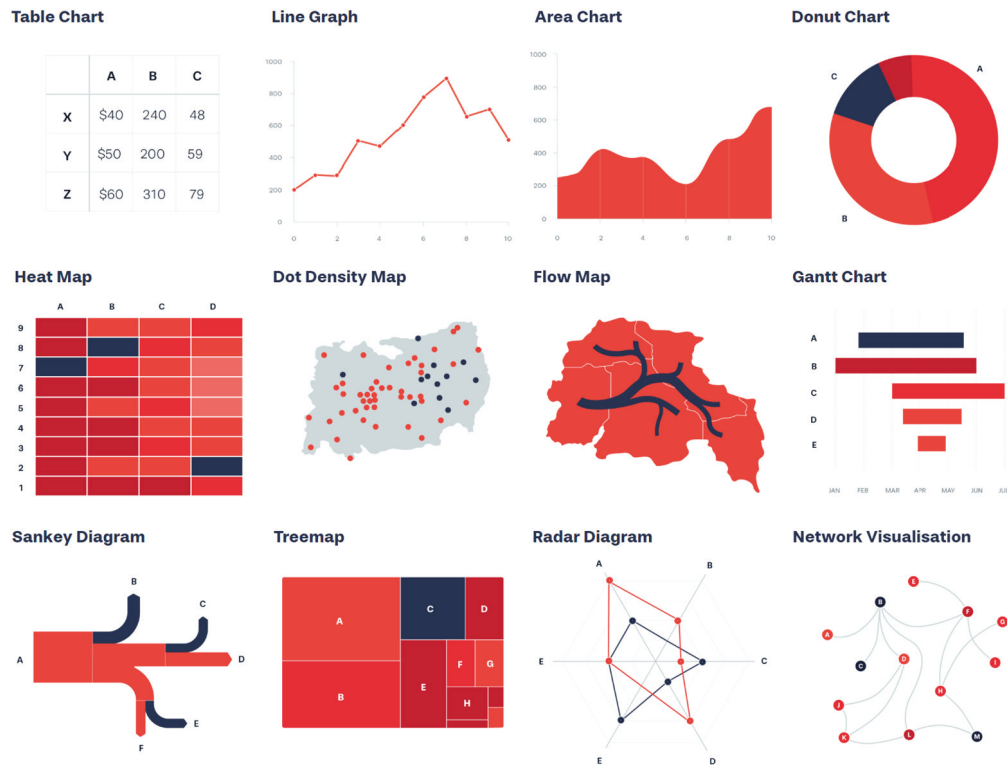 Table Chart
A B C
X $40 240 48
Y $50 200 59
Z $60 310 79
Line Graph
1000
800
600
400
200
0
0 2 4 6 8 10
Area Chart
1000
800
600
400
200
0
0 2 4 6 8 10
Donut Chart
A
C
B
Heat Map
A B C D
9
8
7
6
5
4
3
2
1
Dot Density Map
Flow Map
Gantt Chart
A
B
C
D
E
JAN FEB MAR APR MAY JUN JUL
Sankey Diagram
B
C
A
D
E
F
Treemap
A
C
D
B
E
F
G
H
Radar Diagram
A
B
E
C
E
D
Network Visualisation
E
B
F
G
A
D
C
I
H
J
L
K
M